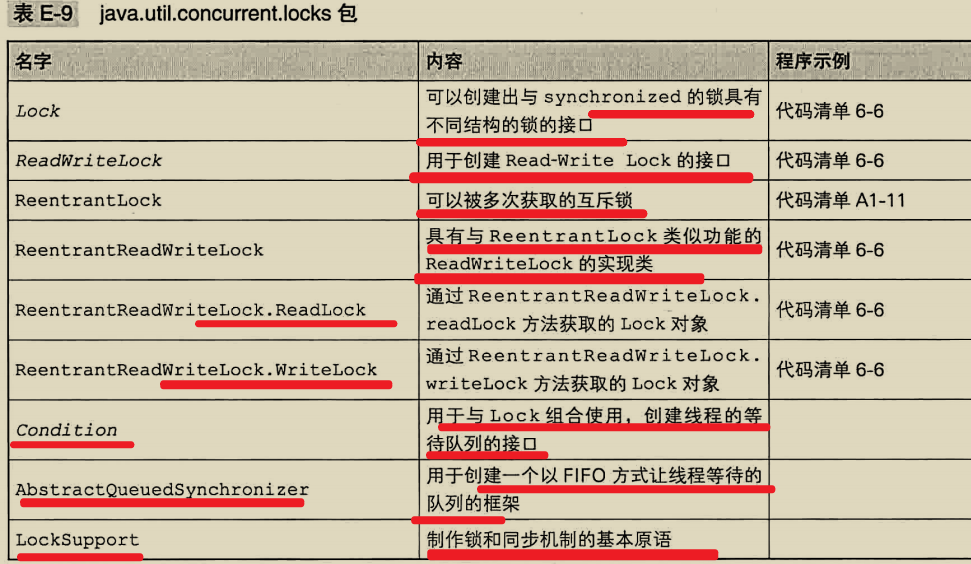 表 E-9 java.util.concurrent.locks 包
名字 内容 程序示例
Lock 可以创建出与 synchronized 的锁具有
不同结构的锁的接口 代码清单 6-6
ReadWriteLock 用于创建 Read-Write Lock 的接口 代码清单 6-6
ReentrantLock 可以被多次获取的互斥锁 代码清单 A1-11
ReentrantReadWriteLock 具有与 ReentrantLock 类似功能的
ReadWriteLock 的实现类 代码清单 6-6
ReentrantReadWriteLock.ReadLock 通过 ReentrantReadWriteLock.
readLock 方法获取的 Lock 对象 代码清单 6-6
ReentrantReadWriteLock.WriteLock 通过 ReentrantReadWriteLock.
writeLock 方法获取的 Lock 对象 代码清单 6-6
Condition 用于与 Lock 组合使用，创建线程的等
待队列的接口
AbstractQueuedSynchronizer 用于创建一个以 FIFO 方式让线程等待的
队列的框架
LockSupport 制作锁和同步机制的基本原语